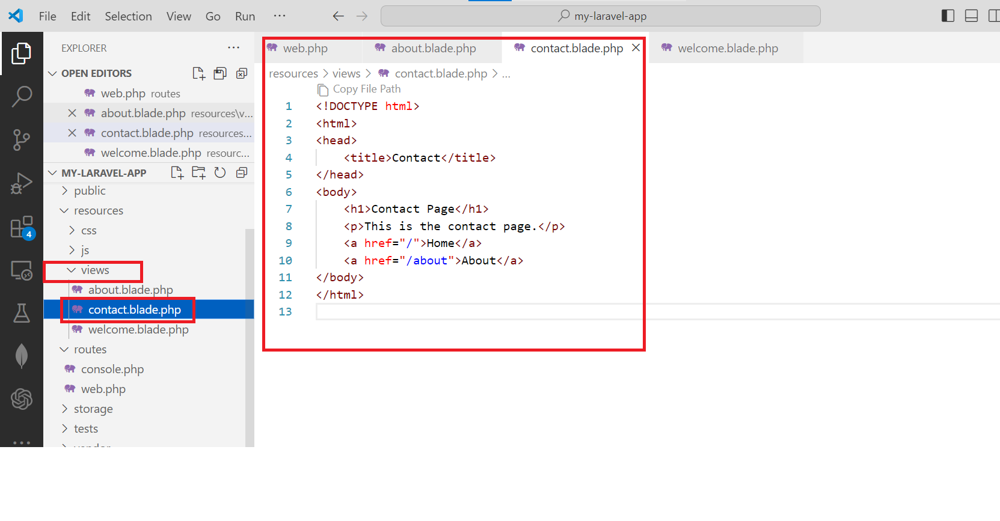 File Edit Selection View Go Run ··· my-laravel-app
EXPLORER ···
OPEN EDITORS
web.php routes
about.blade.php resources\v...
contact.blade.php resources...
welcome.blade.php resourc...
MY-LARAVEL-APP
public
resources
css
js
views
about.blade.php
contact.blade.php
welcome.blade.php
routes
console.php
web.php
storage
tests
4
web.php about.blade.php contact.blade.php welcome.blade.php
resources > views > contact.blade.php > ...
Copy File Path
1 <!DOCTYPE html>
2 <html>
3 <head>
4 <title>Contact</title>
5 </head>
6 <body>
7 <h1>Contact Page</h1>
8 <p>This is the contact page.</p>
9 <a href="/">Home</a>
10 <a href="/about">About</a>
11 </body>
12 </html>
13